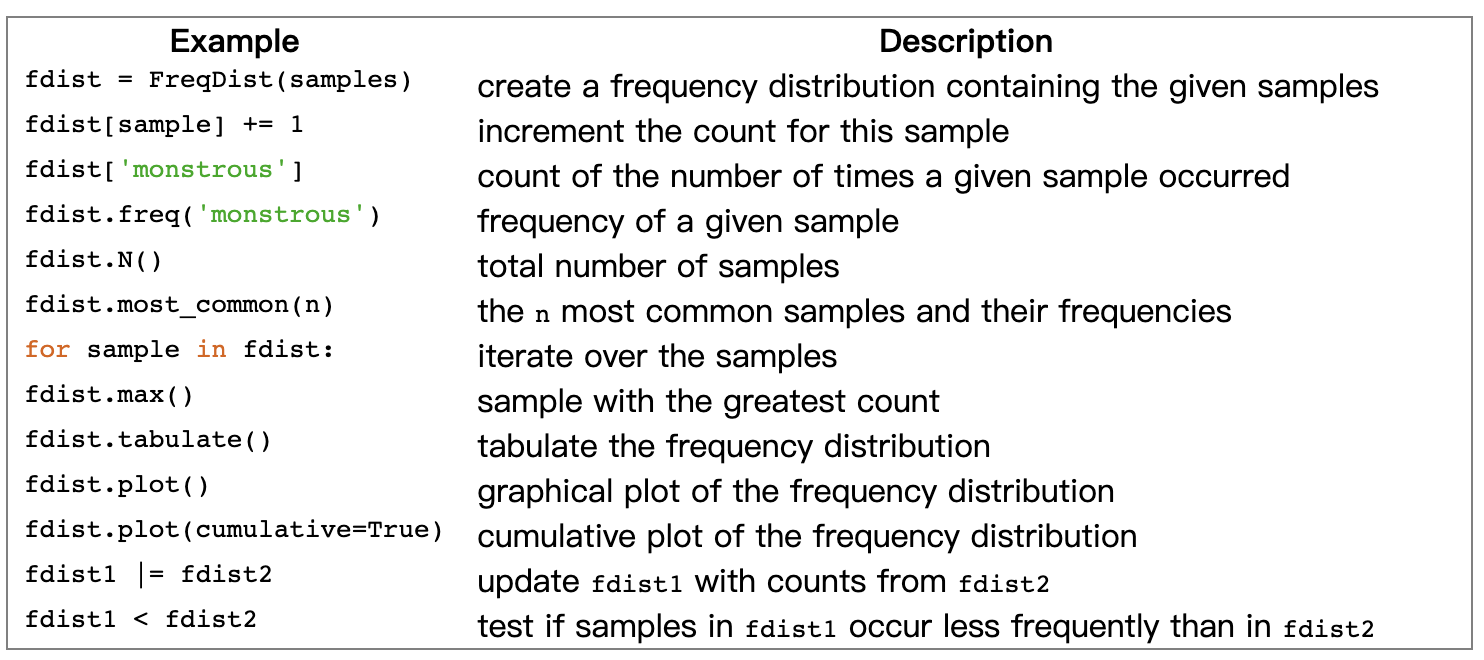 Example Description
fdist = FreqDist(samples) create a frequency distribution containing the given samples
fdist[sample] += 1 increment the count for this sample
fdist['monstrous'] count of the number of times a given sample occurred
fdist.freq('monstrous') frequency of a given sample
fdist.N() total number of samples
fdist.most_common(n) the n most common samples and their frequencies
for sample in fdist: iterate over the samples
fdist.max() sample with the greatest count
fdist.tabulate() tabulate the frequency distribution
fdist.plot() graphical plot of the frequency distribution
fdist.plot(cumulative=True) cumulative plot of the frequency distribution
fdist1 |= fdist2 update fdist1 with counts from fdist2
fdist1 < fdist2 test if samples in fdist1 occur less frequently than in fdist2